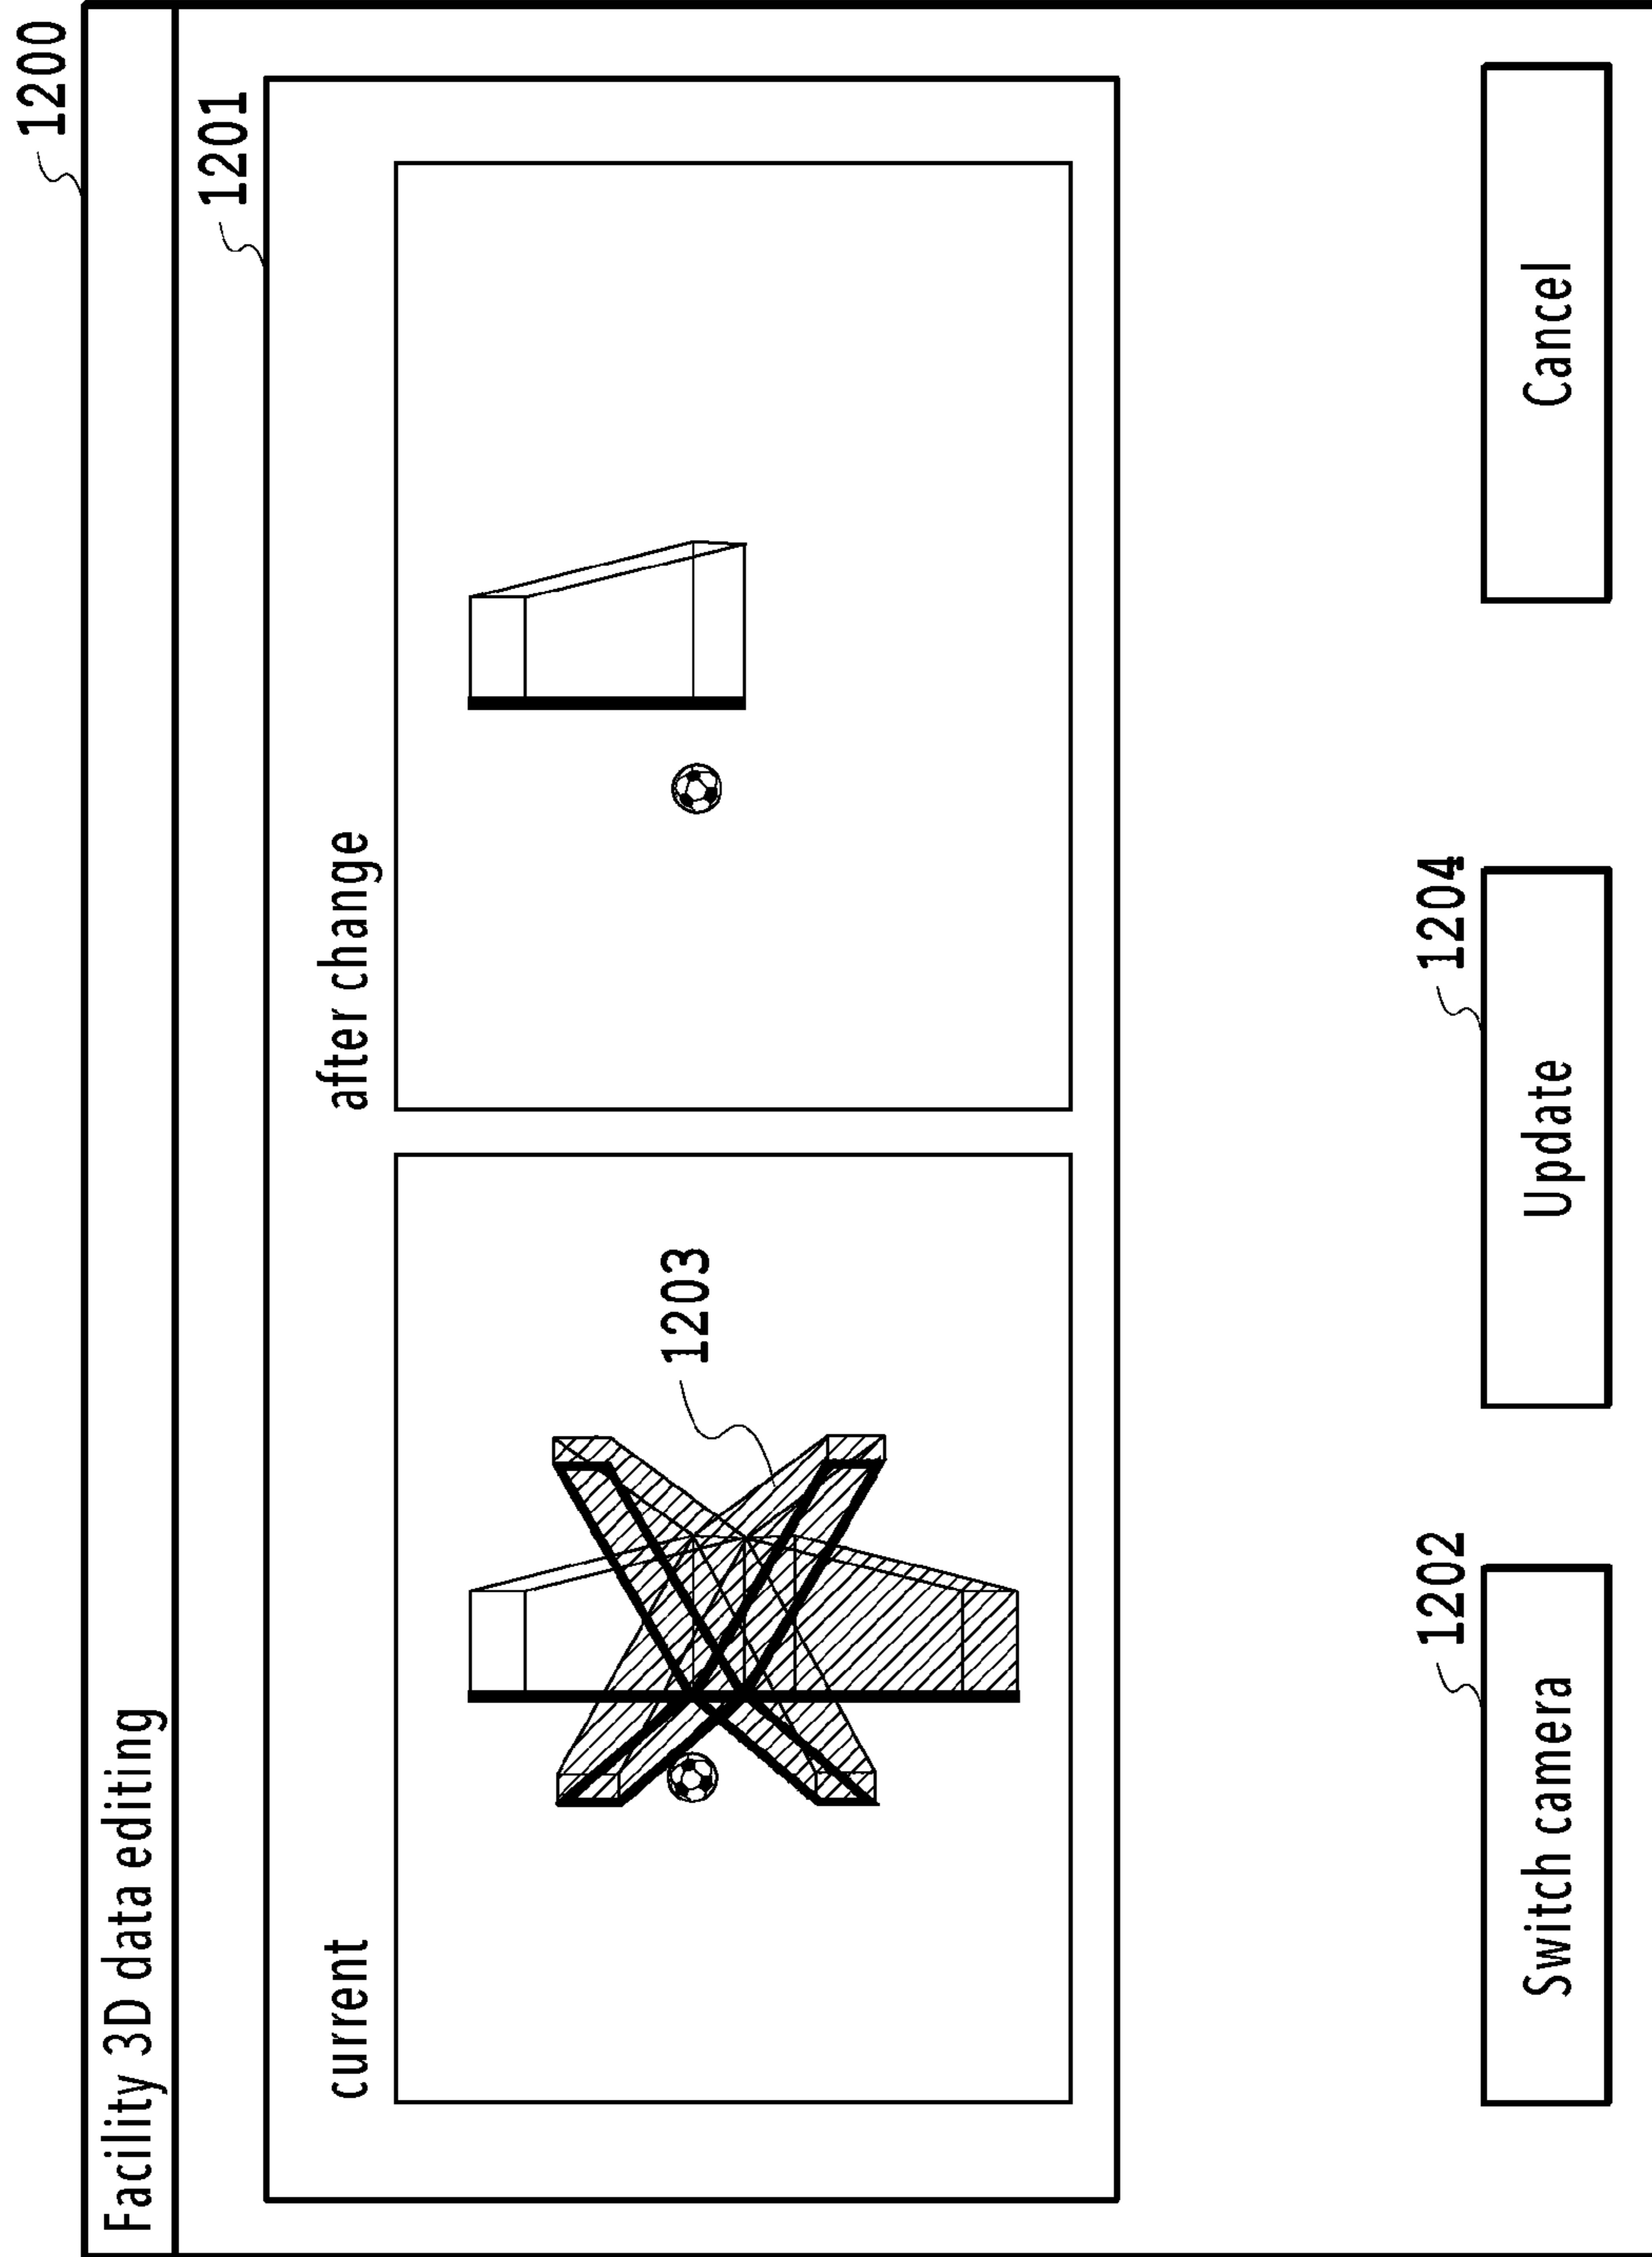 1200
Facility 3D data editing
1201
current
after change
1203
1202
1204
Switch camera
Update
Cancel